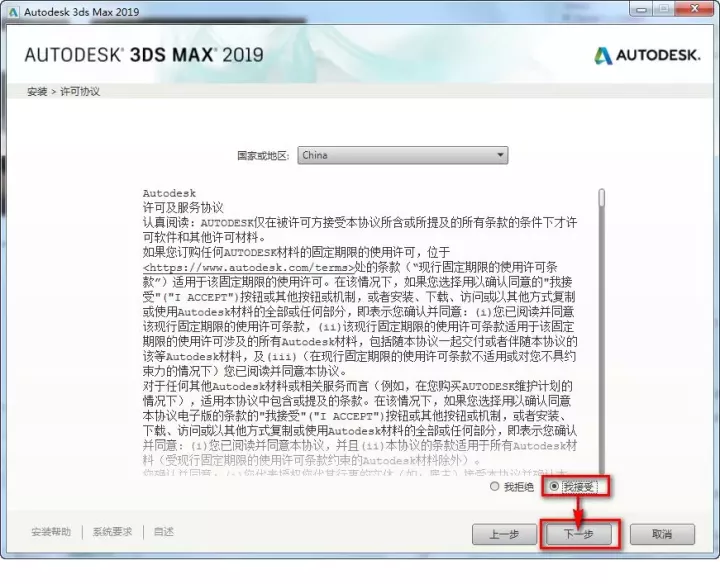 Autodesk 3ds Max 2019
AUTODESK® 3DS MAX® 2019
AUTODESK.
安装 > 许可协议
国家或地区: China
Autodesk
许可及服务协议
认真阅读：AUTODESK仅在被许可方接受本协议所含或所提及的所有条款的条件下才许
可软件和其他许可材料。
如果您订购任何AUTODESK材料的固定期限的使用许可，位于
<https://www.autodesk.com/terms>处的条款（“现行固定期限的使用许可条
款”）适用于该固定期限的使用许可。在该情况下，如果您选择用以确认同意的"我接
受"("I ACCEPT")按钮或其他按钮或机制，或者安装、下载、访问或以其他方式复制
或使用Autodesk材料的全部或任何部分，即表示您确认并同意：(i)您已阅读并同意
该现行固定期限的使用许可条款，(ii)该现行固定期限的使用许可条款适用于该固定
期限的使用许可涉及的所有Autodesk材料，包括随本协议一起交付或者伴随本协议的
该等Autodesk材料，及(iii)（在现行固定期限的使用许可条款不适用或对您不具约
束力的情况下）您已阅读并同意本协议。
对于任何其他Autodesk材料或相关服务而言（例如，在您购买AUTODESK维护计划的
情况下），适用本协议中包含或提及的条款。在该情况下，如果您选择用以确认同意
本协议电子版的条款的"我接受"("I ACCEPT")按钮或其他按钮或机制，或者安装、
下载、访问或以其他方式复制或使用Autodesk材料的全部或任何部分，即表示您确认
并同意：(i)您已阅读并同意本协议，并且(ii)本协议的条款适用于所有Autodesk材
料（受现行固定期限的使用许可条款约束的Autodesk材料除外）。
我拒绝 我接受
安装帮助 系统要求 自述
上一步 下一步 取消